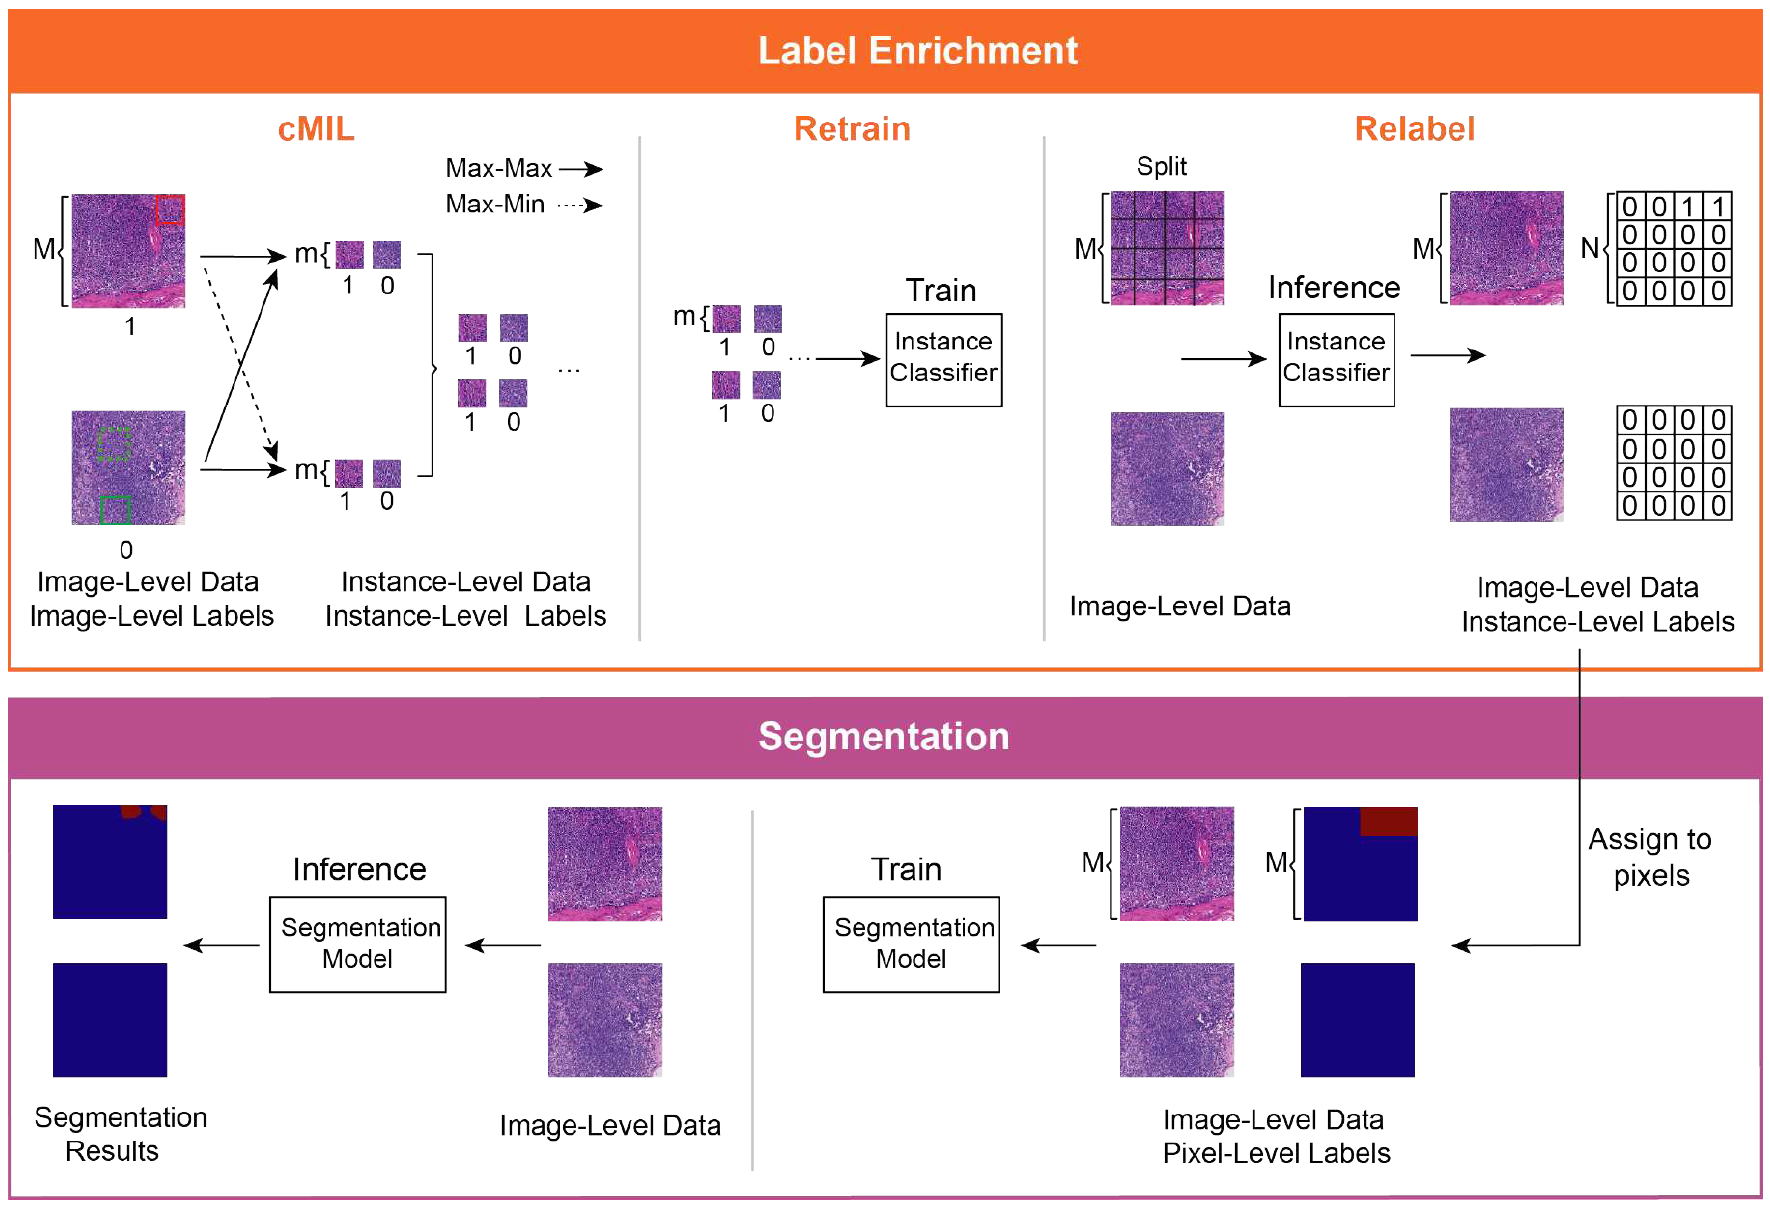 Label Enrichment
cMIL
Max-Max
Max-Min
M
1
0
Image-Level Data
Image-Level Labels
m
1 0
m
1 0
1 0
1 0
...
Instance-Level Data
Instance-Level Labels
Retrain
m
1 0
1 0
...
Train
Instance
Classifier
Relabel
Split
M
Image-Level Data
Inference
Instance
Classifier
M
N
0 0 1 1
0 0 0 0
0 0 0 0
0 0 0 0
0 0 0 0
0 0 0 0
0 0 0 0
0 0 0 0
Image-Level Data
Instance-Level Labels
Segmentation
Segmentation
Results
Inference
Segmentation
Model
Image-Level Data
Train
Segmentation
Model
M
M
Image-Level Data
Pixel-Level Labels
Assign to
pixels